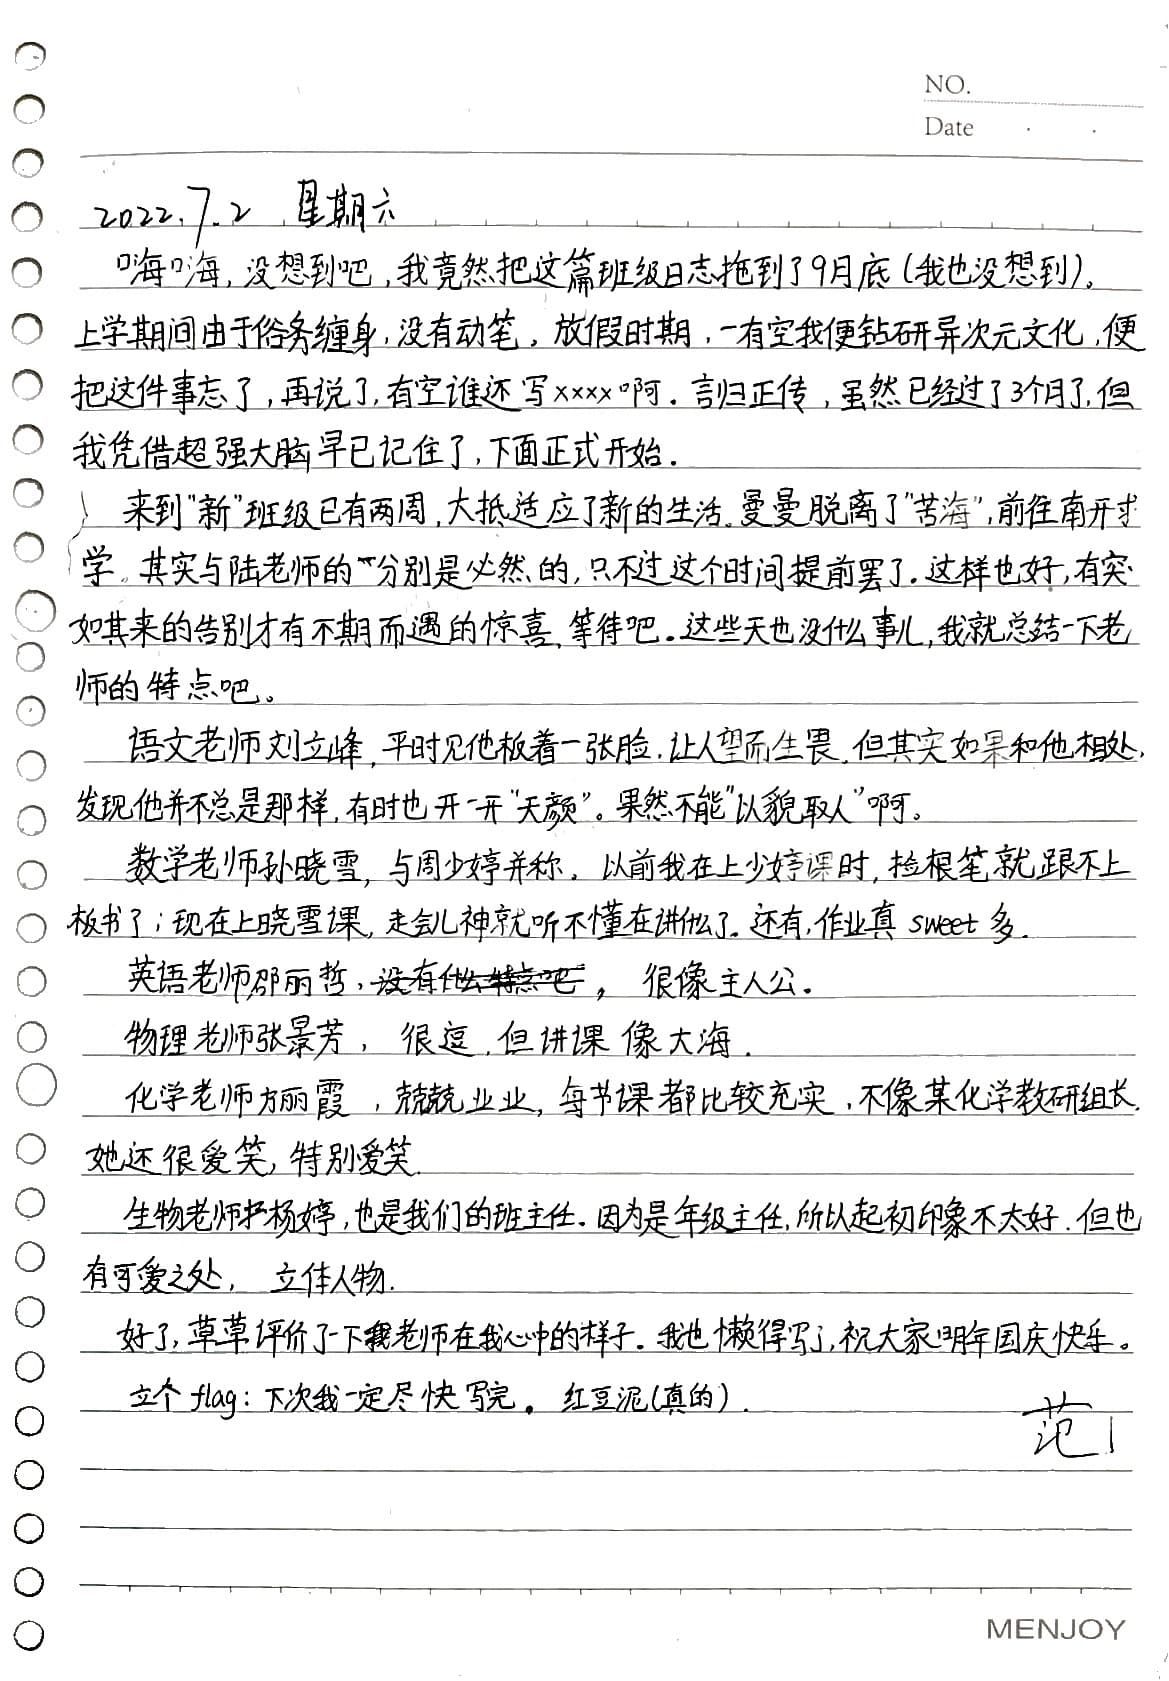 NO.
Date
2022.7.2 星期六
嗨嗨,没想到吧,我竟然把这篇班级日志拖到了9月底(我也没想到)。
上学期间由于俗务缠身,没有动笔。放假时期,一有空我便钻研异次元文化,便
把这件事忘了,再说了,有空谁还写xxxx啊.言归正传,虽然已经过了3个月了,但
我凭借超强大脑早已记住了,下面正式开始.
来到"新"班级已有两周,大抵适应了新的生活.曼曼脱离了"苦海",前往南开求
学。其实与陆老师的分别是必然的,只不过这个时间提前罢了.这样也好,有突
如其来的告别才有不期而遇的惊喜,等待吧.这些天也没什么事儿,我就总结一下老
师的特点吧。
语文老师刘立峰,平时见他板着一张脸,让人望而生畏.但其实如果和他相处,
发现他并不总是那样,有时也开一开"天颜"。果然不能"以貌取人"啊。
数学老师孙晓雪,与周少婷并称.以前我在上少婷课时,捡根笔就跟不上
板书了;现在上晓雪课,走会儿神就听不懂在讲什么了.还有,作业真sweet多.
英语老师邵丽哲,没有什么特点吧,很像主人公.
物理老师张景芳,很逗,但讲课像大海.
化学老师方丽霞,兢兢业业,每节课都比较充实,不像某化学教研组长.
她还很爱笑,特别爱笑.
生物老师杨婷,也是我们的班主任.因为是年级主任,所以起初印象不太好.但也
有可爱之处,立体人物.
好了,草草评价了一下老师在我心中的样子.我也懒得写了,祝大家明年国庆快乐。
立个flag:下次我一定尽快写完。红豆泥(真的).
范
MENJOY